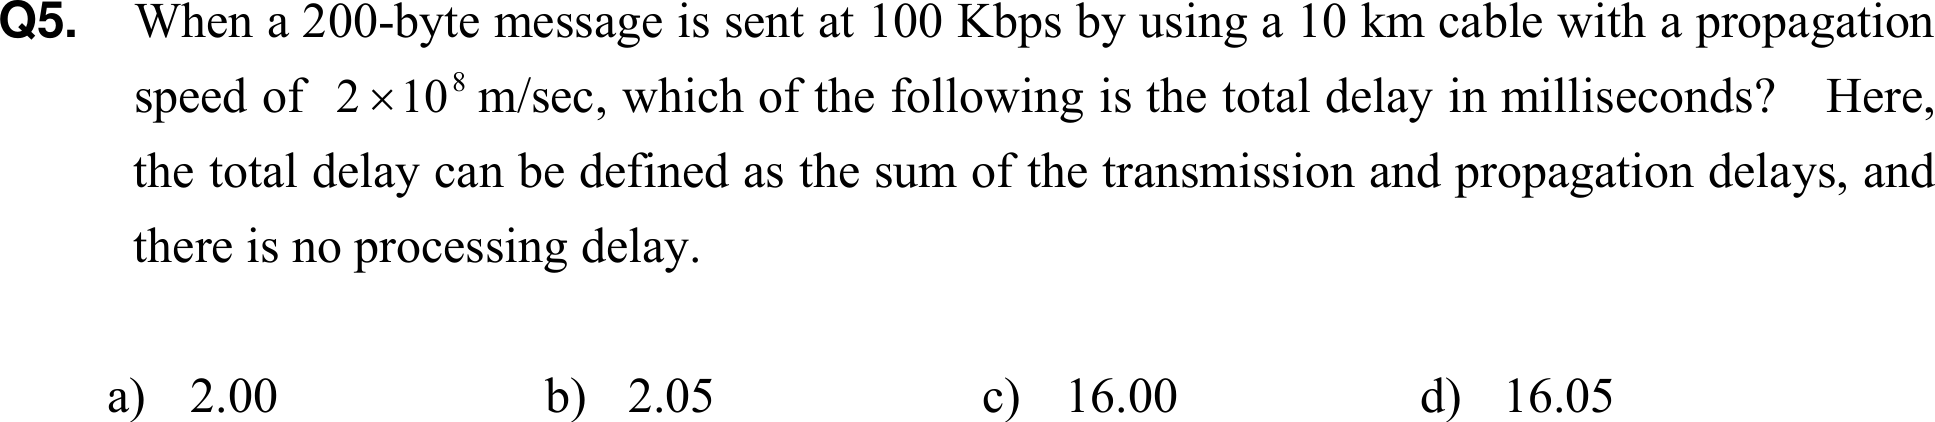 Q5. When a 200-byte message is sent at 100 Kbps by using a 10 km cable with a propagation
speed of 2×10⁸ m/sec, which of the following is the total delay in milliseconds? Here,
the total delay can be defined as the sum of the transmission and propagation delays, and
there is no processing delay.
a) 2.00 b) 2.05 c) 16.00 d) 16.05